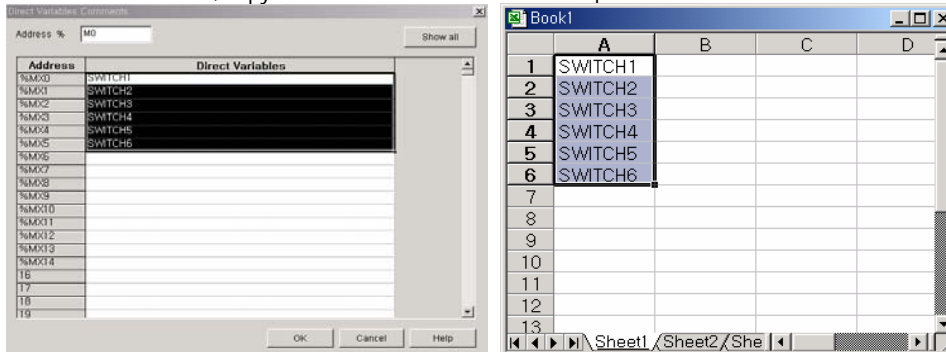 Direct Variables Comments
Address % M0
Show all
Address Direct Variables
%MX0 SWITCH1
%MX1 SWITCH2
%MX2 SWITCH3
%MX3 SWITCH4
%MX4 SWITCH5
%MX5 SWITCH6
%MX6
%MX7
%MX8
%MX9
%MX10
%MX11
%MX12
%MX13
%MX14
16
17
18
19
OK Cancel Help
Book1
A B C D
1 SWITCH1
2 SWITCH2
3 SWITCH3
4 SWITCH4
5 SWITCH5
6 SWITCH6
7
8
9
10
11
12
13
Sheet1 Sheet2 She